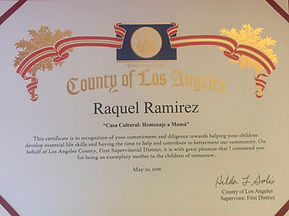 County of Los Angeles
Raquel Ramirez
"Casa Cultural: Homenaje a Mamá"
This certificate is in recognition of your commitment and diligence towards helping your children
develop essential life skills and having the time to help and contribute to betterment our community. On
behalf of Los Angeles County, First Supervisorial District, it is with great pleasure that I commend you
for being an exemplary mother to the children of tomorrow.
May 10, 2016
Hilda L. Solis
County of Los Angeles
Supervisor, First District